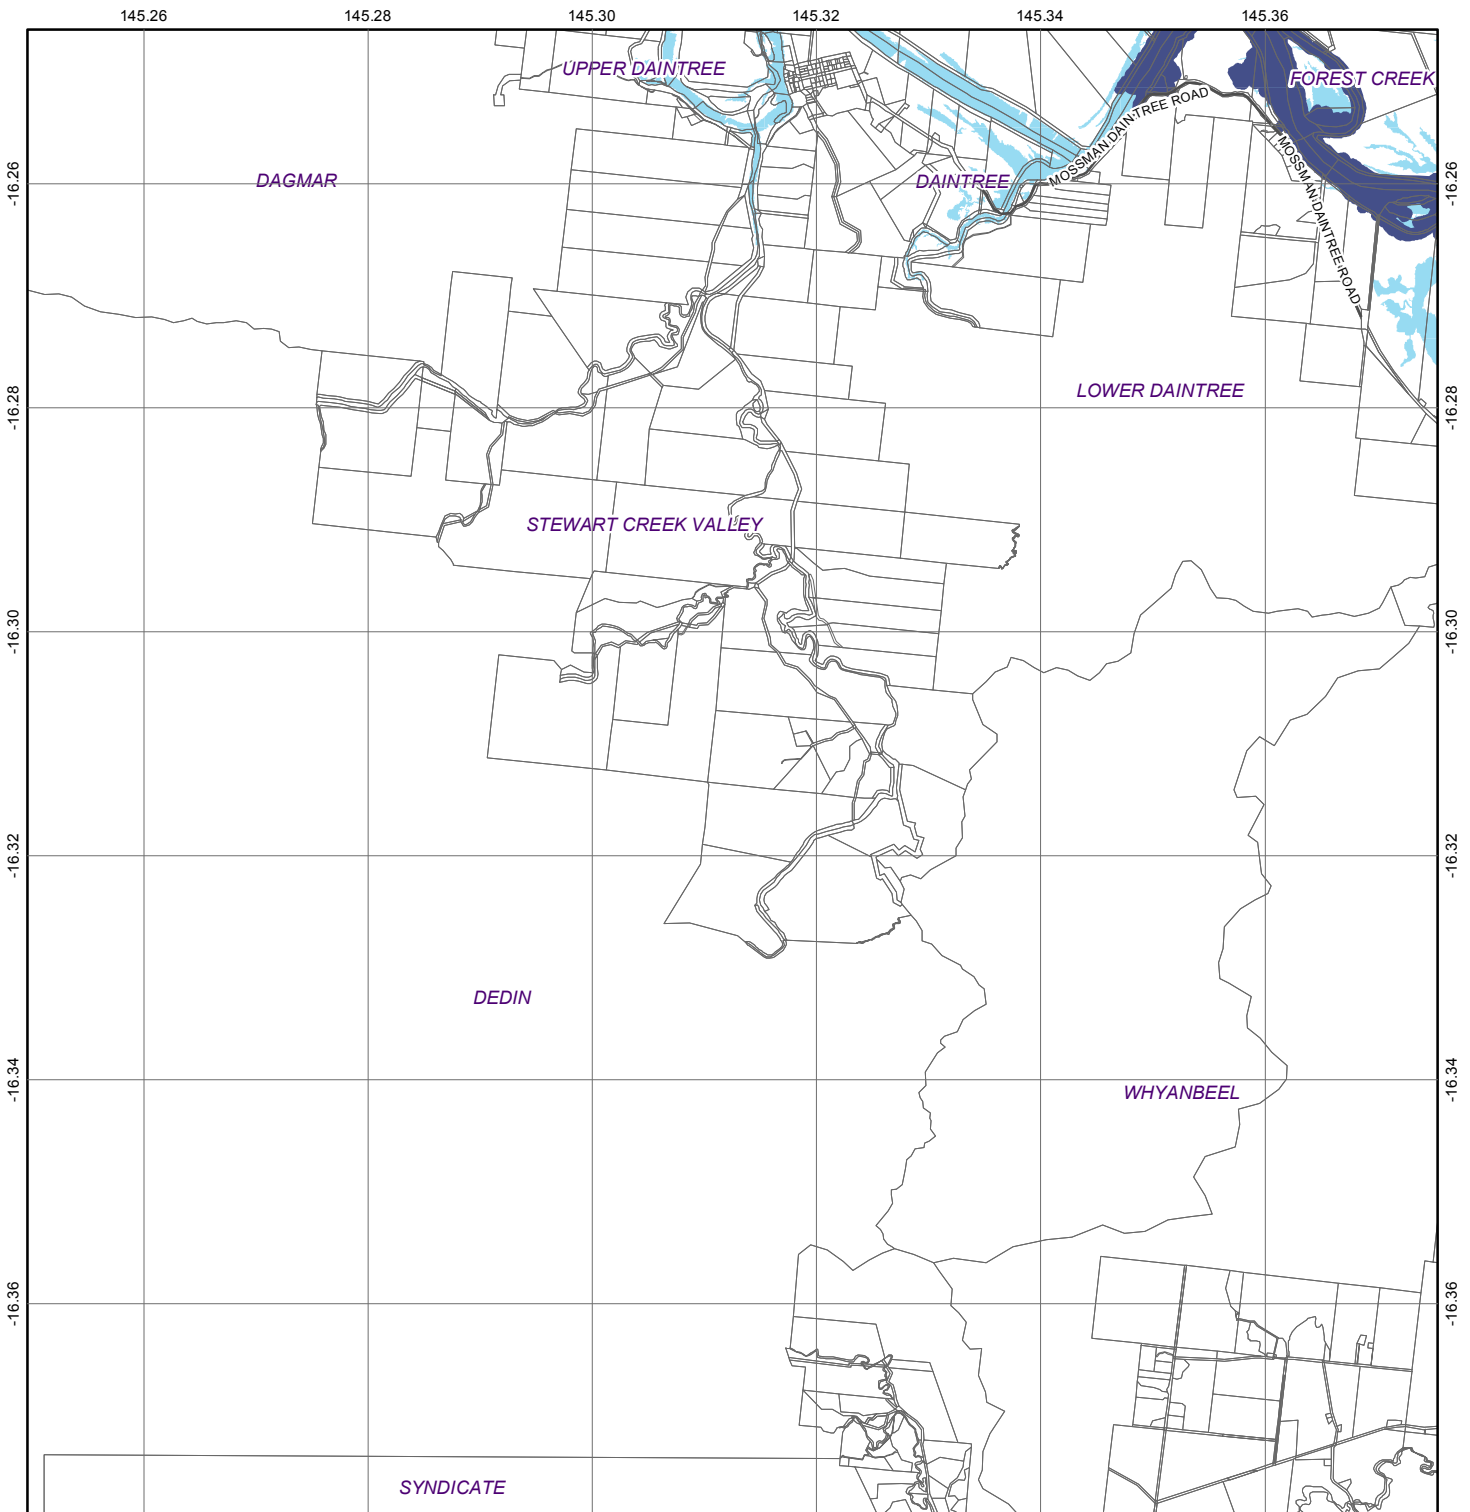 145.26 145.28 145.30 145.32 145.34 145.36
UPPER DAINTREE
FOREST CREEK
MOSSMAN DAINTREE ROAD
MOSSMAN DAINTREE ROAD
-16.26 DAGMAR DAINTREE -16.26
LOWER DAINTREE
-16.28 -16.28
STEWART CREEK VALLEY
-16.30 -16.30
-16.32 -16.32
DEDIN
-16.34 -16.34
WHYANBEEL
-16.36 -16.36
SYNDICATE